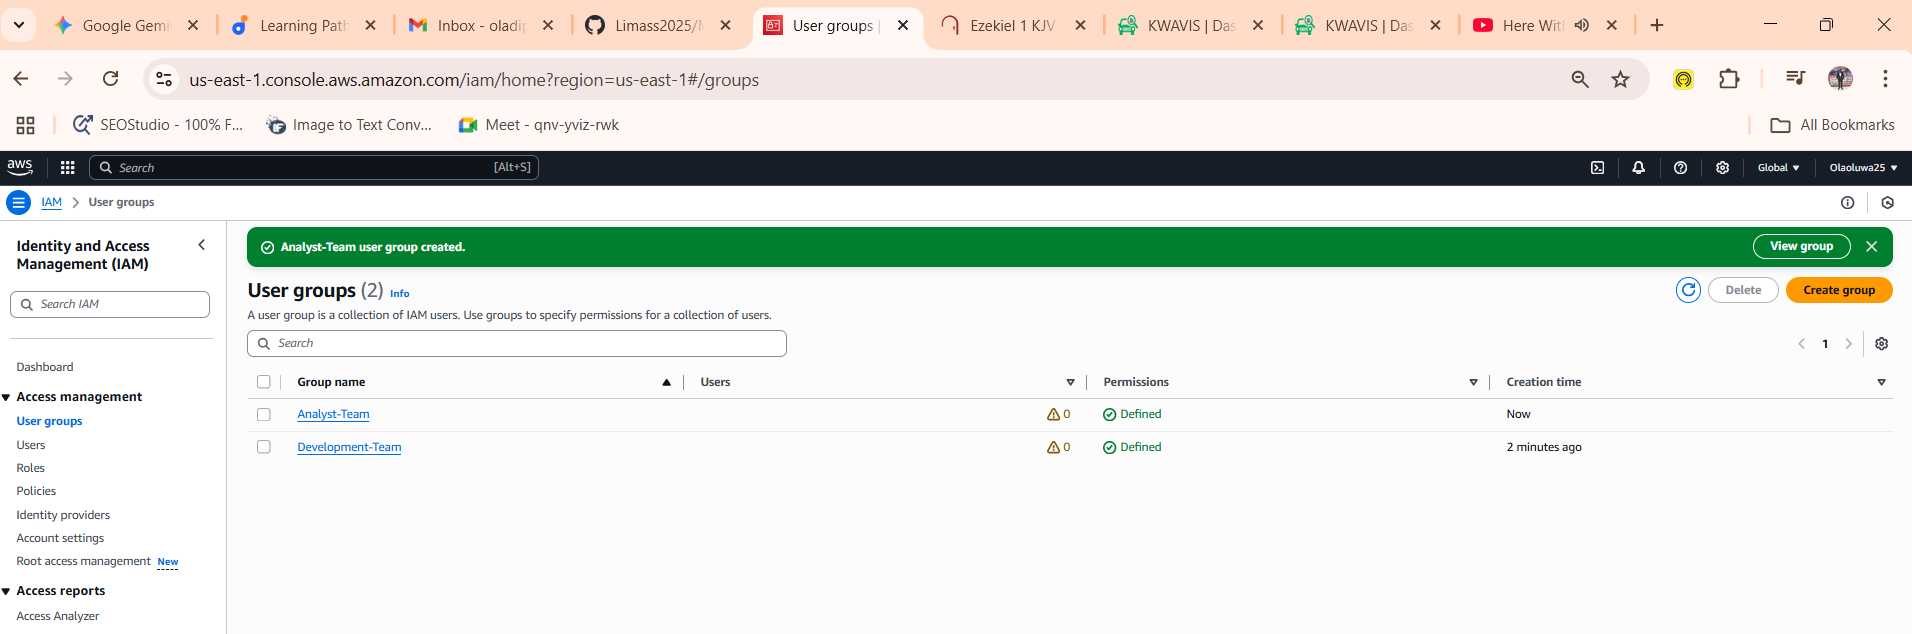 Google Gemi
Learning Path
Inbox - oladip
Limass2025/
User groups |
Ezekiel 1 KJV
KWAVIS | Das
KWAVIS | Das
Here With
us-east-1.console.aws.amazon.com/iam/home?region=us-east-1#/groups
SEOStudio - 100% F...
Image to Text Conv...
Meet - qnv-yviz-rwk
All Bookmarks
aws
Search
[Alt+S]
Global
Olaoluwa25
IAM
User groups
Identity and Access
Management (IAM)
Search IAM
Dashboard
Access management
User groups
Users
Roles
Policies
Identity providers
Account settings
Root access management New
Access reports
Access Analyzer
Analyst-Team user group created.
View group
User groups (2) Info
Delete
Create group
A user group is a collection of IAM users. Use groups to specify permissions for a collection of users.
Search
1
Group name
Users
Permissions
Creation time
Analyst-Team
0
Defined
Now
Development-Team
0
Defined
2 minutes ago